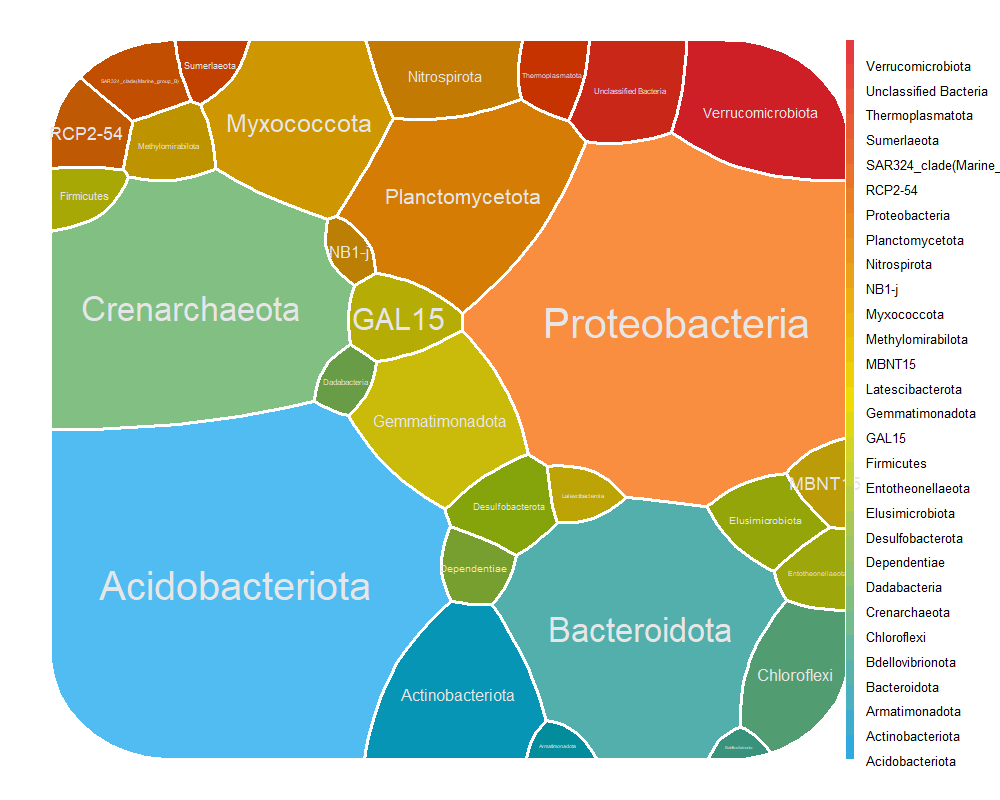 SAR324_clade(Marine_group_B)
Sumerlaeota
Nitrospirota
Thermoplasmatota
Unclassified Bacteria
Verrucomicrobiota
RCP2-54
Methylomirabilota
Myxococcota
Firmicutes
Planctomycetota
NB1-j
Crenarchaeota
GAL15
Proteobacteria
Dadabacteria
Gemmatimonadota
MBNT15
Desulfobacterota
Latescibacterota
Elusimicrobiota
Dependentiae
Entotheonellaeota
Acidobacteriota
Bacteroidota
Actinobacteriota
Chloroflexi
Armatimonadota
Verrucomicrobiota
Unclassified Bacteria
Thermoplasmatota
Sumerlaeota
SAR324_clade(Marine_
RCP2-54
Proteobacteria
Planctomycetota
Nitrospirota
NB1-j
Myxococcota
Methylomirabilota
MBNT15
Latescibacterota
Gemmatimonadota
GAL15
Firmicutes
Entotheonellaeota
Elusimicrobiota
Desulfobacterota
Dependentiae
Dadabacteria
Crenarchaeota
Chloroflexi
Bdellovibrionota
Bacteroidota
Armatimonadota
Actinobacteriota
Acidobacteriota